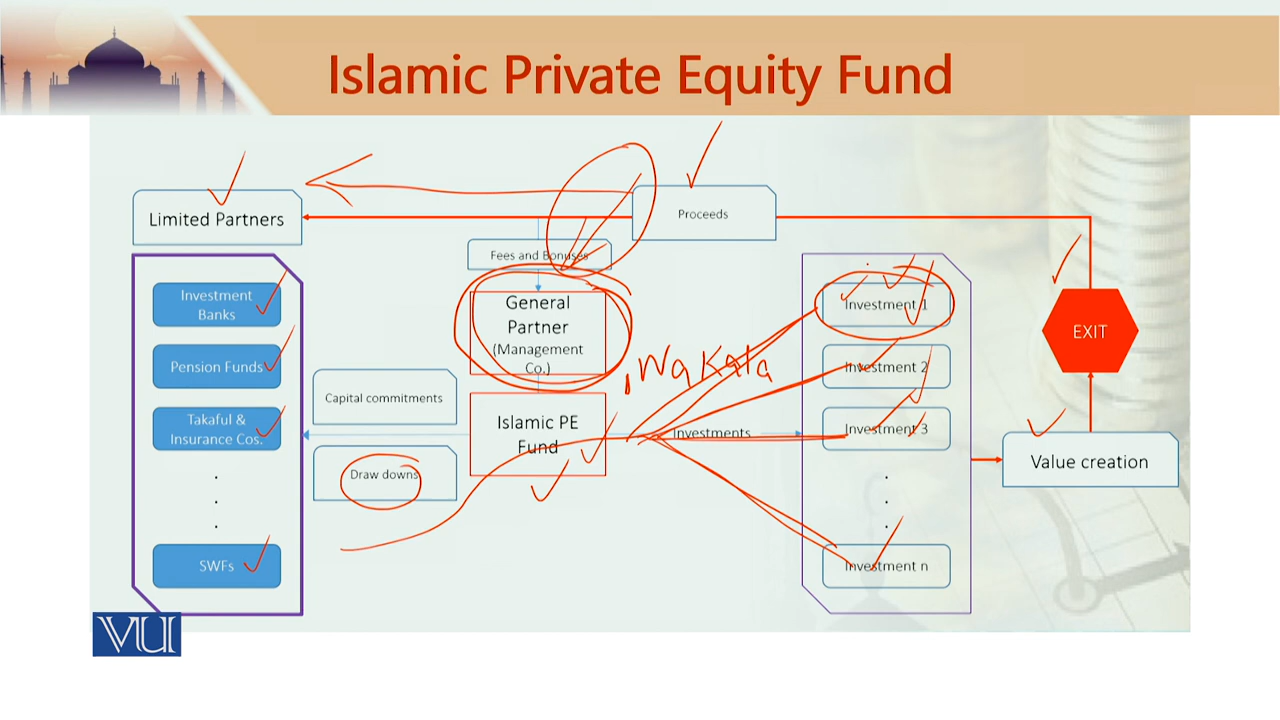 Islamic Private Equity Fund
Limited Partners
Proceeds
Fees and Bonuses
Investment
Banks
Pension Funds
Takaful &
Insurance Cos.
.
.
.
SWFs
Capital commitments
Draw downs
General
Partner
(Management
Co.)
Wakala
Islamic PE
Fund
Investments
Investment 1
Investment 2
Investment 3
.
.
.
Investment n
EXIT
Value creation
VU